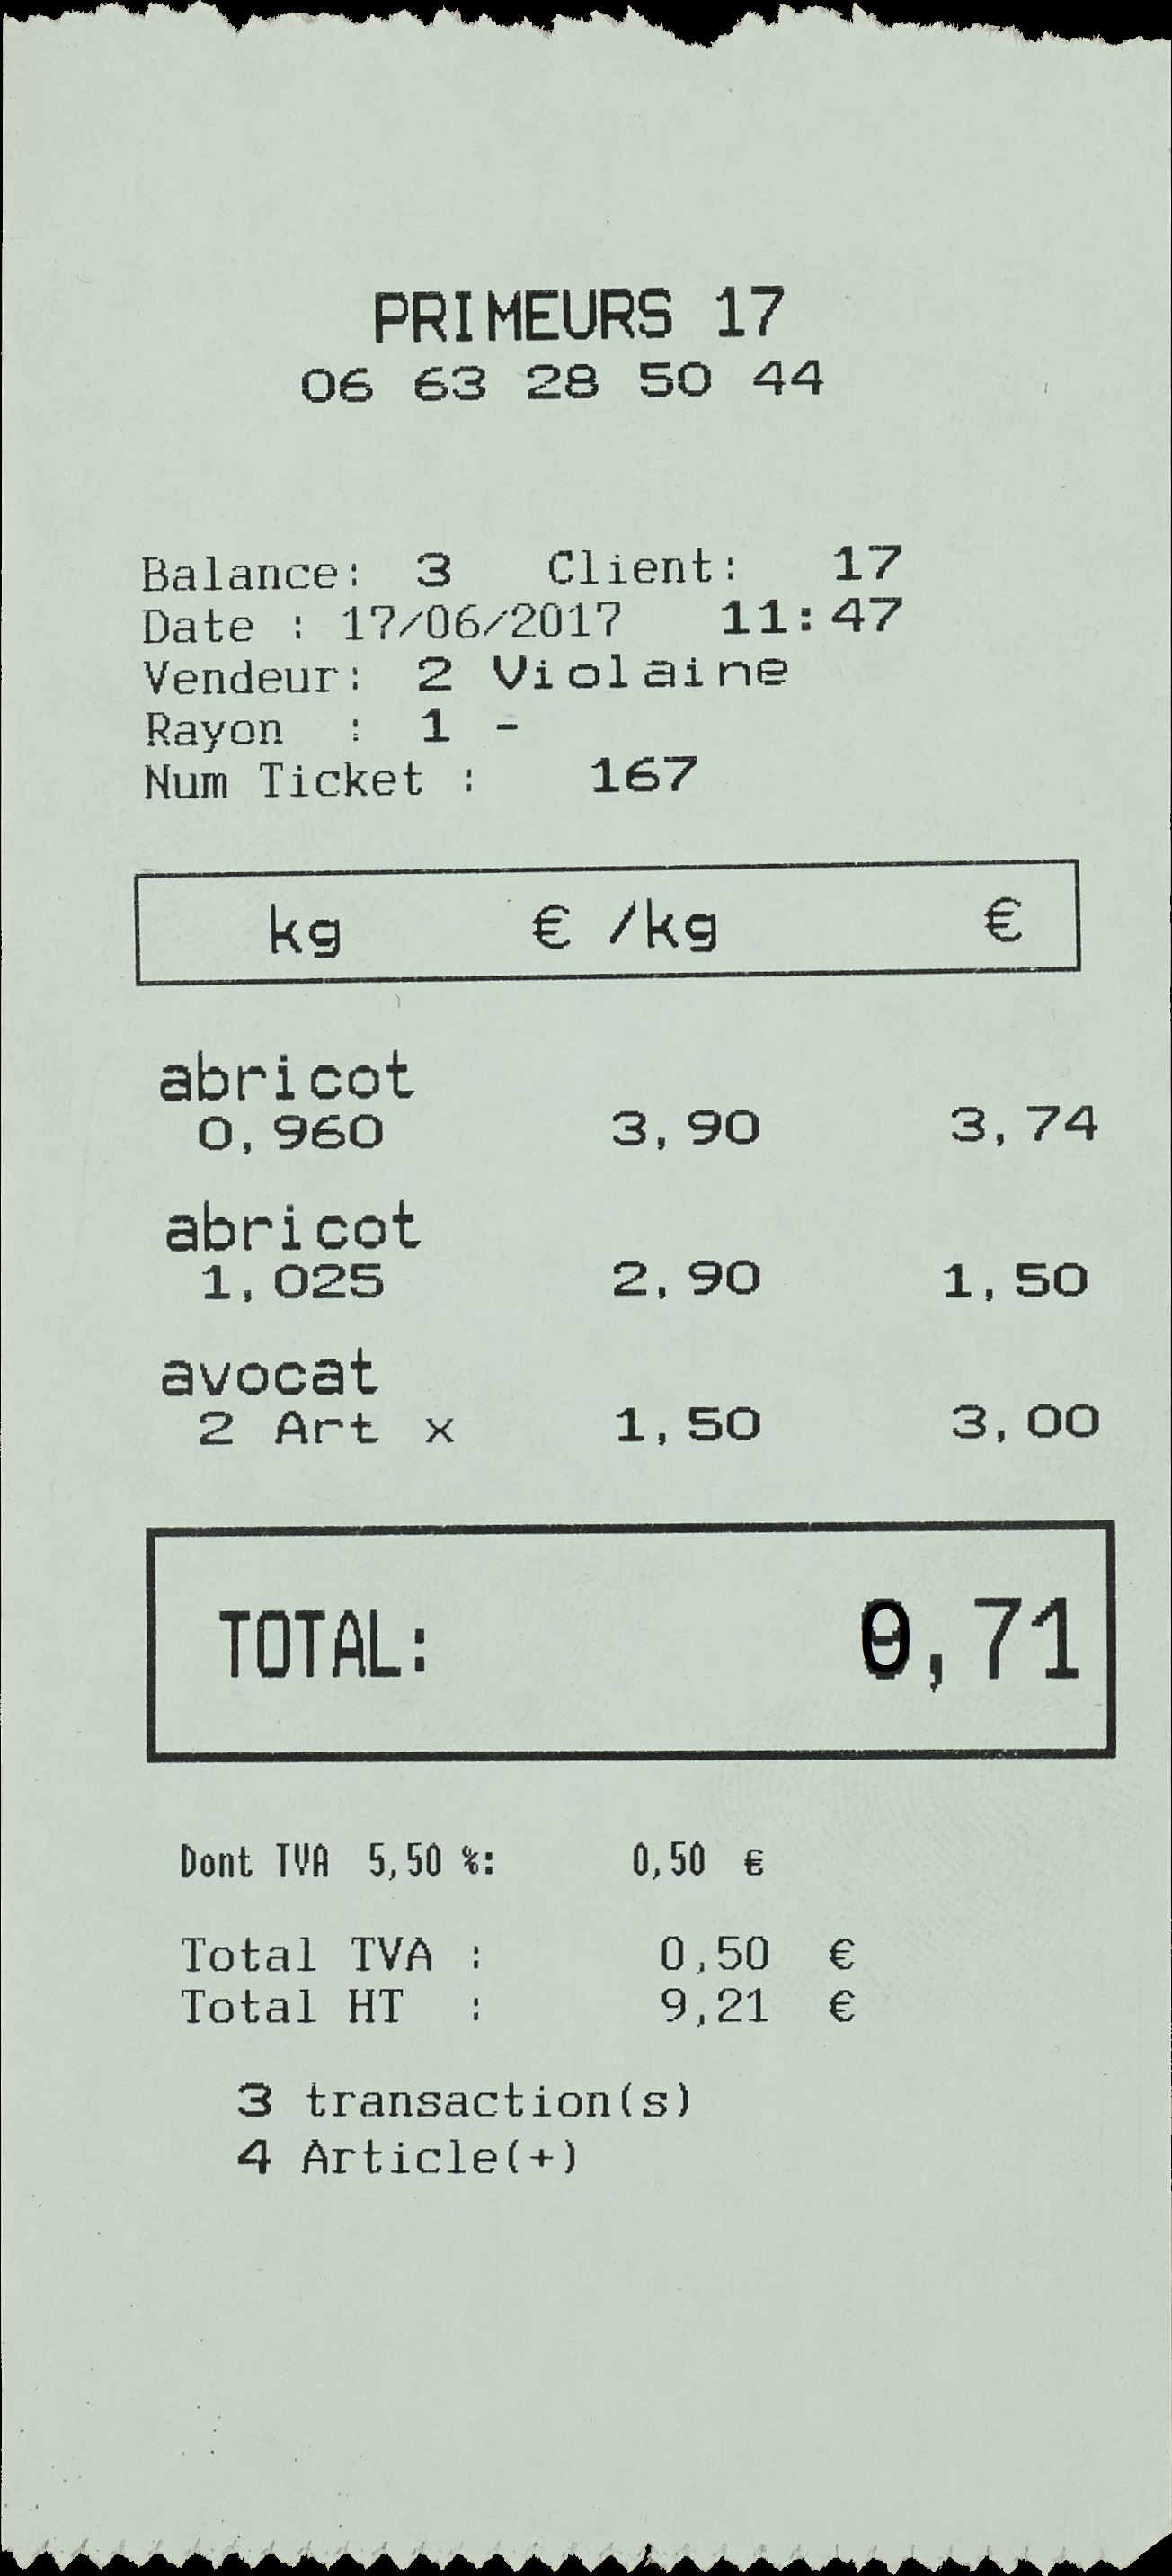 PRIMEURS 17
06 63 28 50 44
Balance: 3 Client: 17
Date : 17/06/2017 11:47
Vendeur: 2 Violaine
Rayon : 1 -
Num Ticket : 167
kg € /kg €
abricot
0,960 3,90 3,74
abricot
1,025 2,90 1,50
avocat
2 Art x 1,50 3,00
TOTAL: 0,71
Dont TVA 5,50 %: 0,50 €
Total TVA : 0,50 €
Total HT : 9,21 €
3 transaction(s)
4 Article(+)